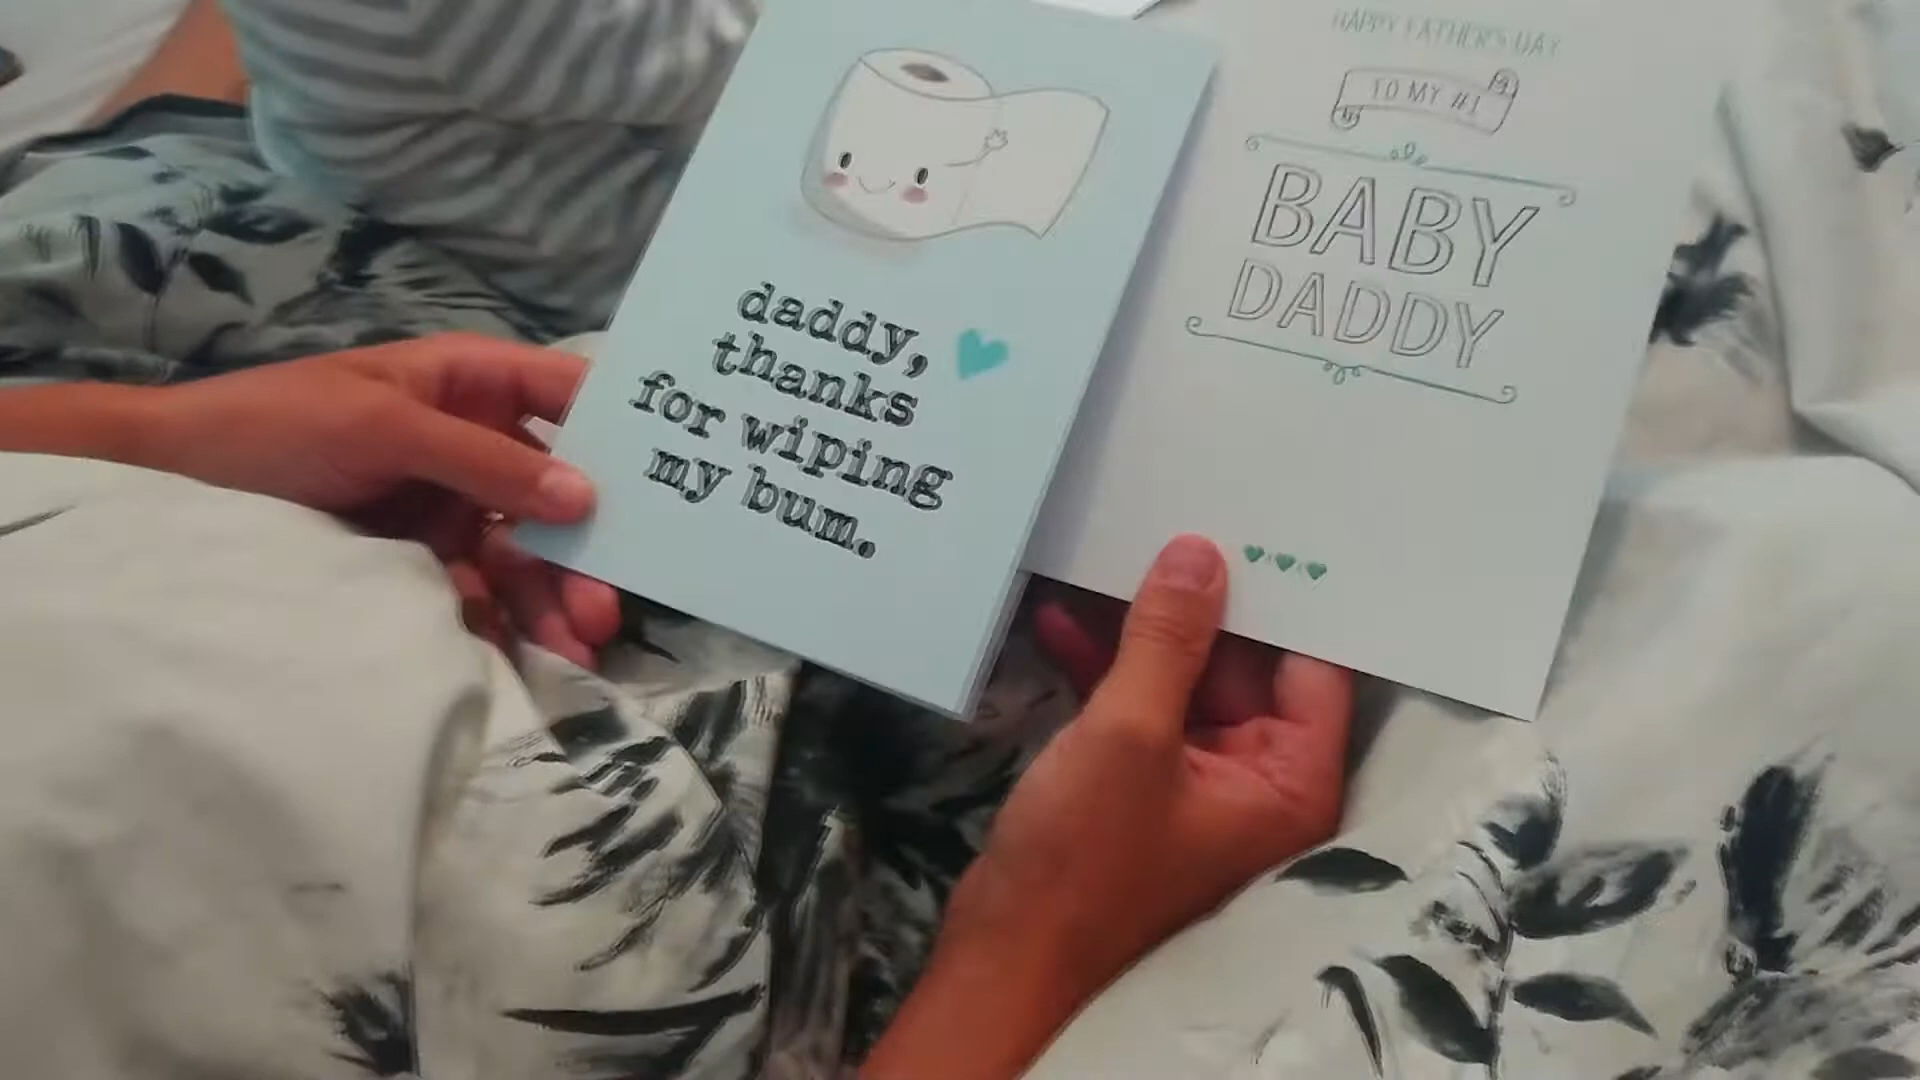 daddy,
thanks
for wiping
my bum.
HAPPY FATHER'S DAY
TO MY #1
BABY
DADDY